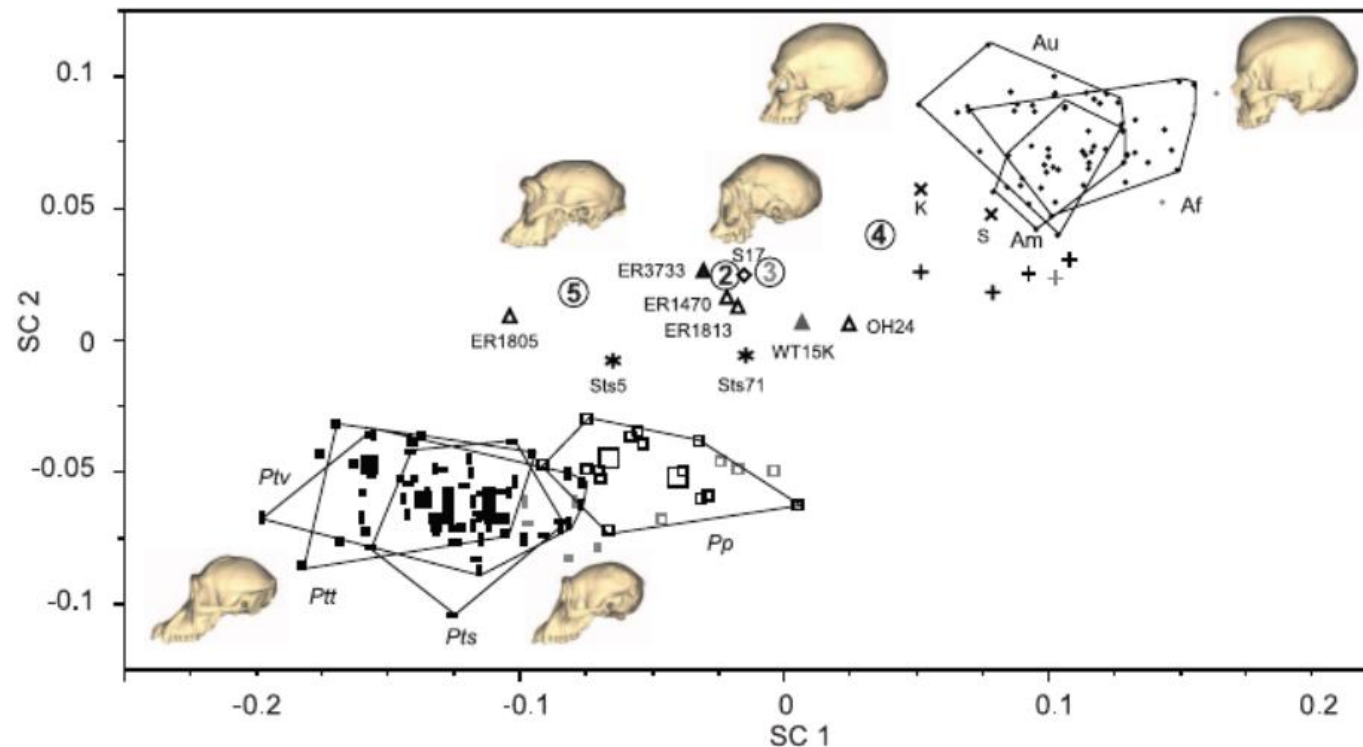 Au
0.1
K
0.05
Af
S
Am
4
S17
ER3733
2
3
5
ER1470
ER1813
ER1805
WT15K
OH24
SC 2
0
Sts5
Sts71
-0.05
Ptv
Pp
Ptt
-0.1
Pts
-0.2
-0.1
0
0.1
0.2
SC 1